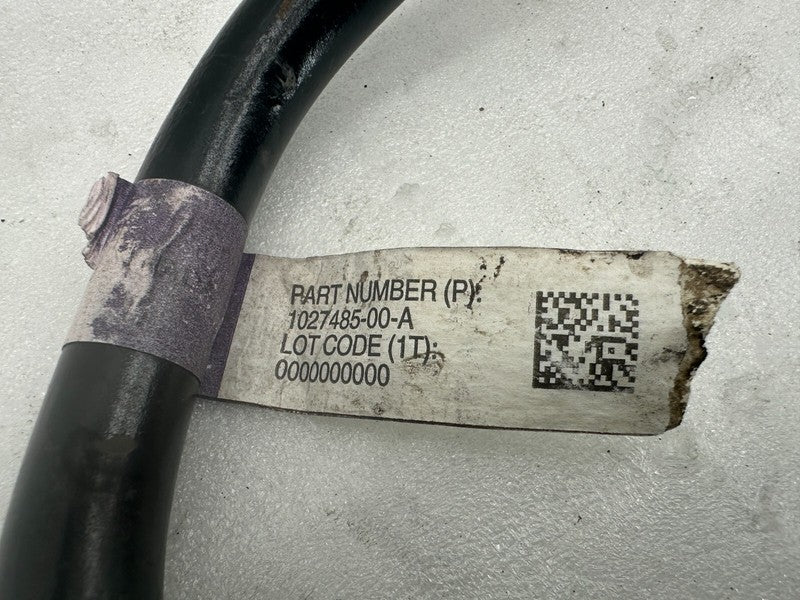 PART NUMBER (P):
1027485-00-A
LOT CODE (1T):
0000000000